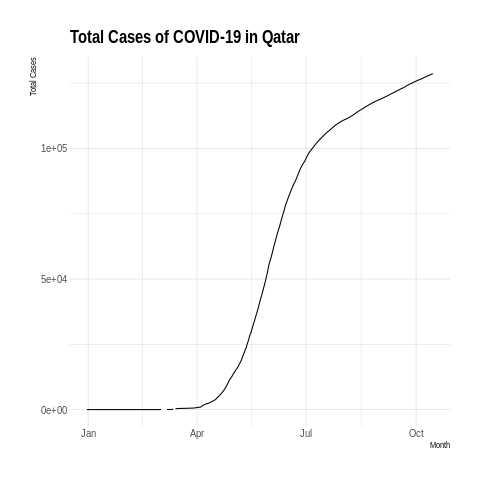 Total Cases of COVID-19 in Qatar
Total Cases
1e+05
5e+04
0e+00
Jan Apr Jul Oct
Month